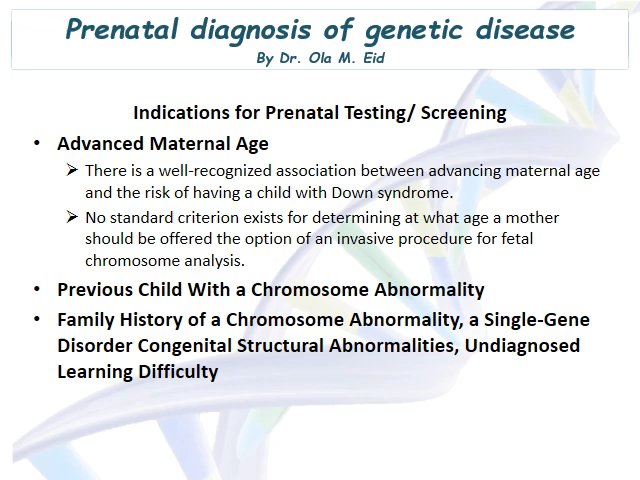 Prenatal diagnosis of genetic disease
By Dr. Ola M. Eid
Indications for Prenatal Testing/ Screening
• Advanced Maternal Age
➢ There is a well-recognized association between advancing maternal age
and the risk of having a child with Down syndrome.
➢ No standard criterion exists for determining at what age a mother
should be offered the option of an invasive procedure for fetal
chromosome analysis.
• Previous Child With a Chromosome Abnormality
• Family History of a Chromosome Abnormality, a Single-Gene
Disorder Congenital Structural Abnormalities, Undiagnosed
Learning Difficulty